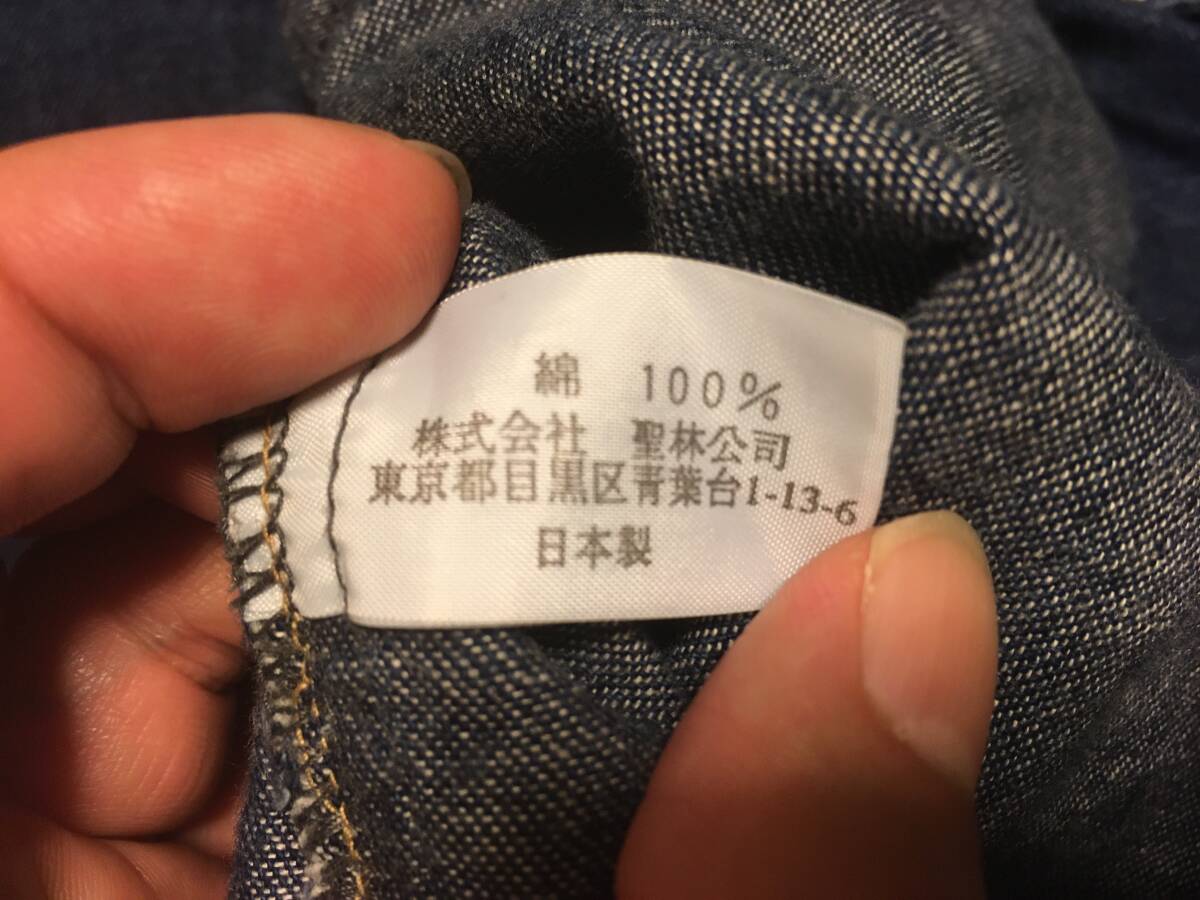 綿 100%
株式会社 聖林公司
東京都目黒区青葉台1-13-6
日本製